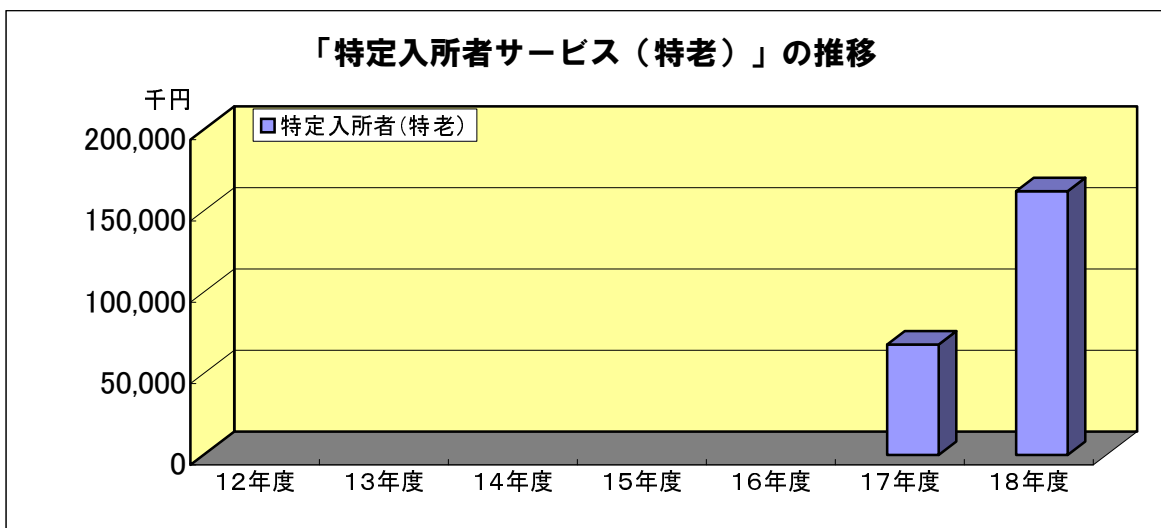 「特定入所者サービス（特老）」の推移
千円
特定入所者(特老)
200,000
150,000
100,000
50,000
0
12年度 13年度 14年度 15年度 16年度 17年度 18年度